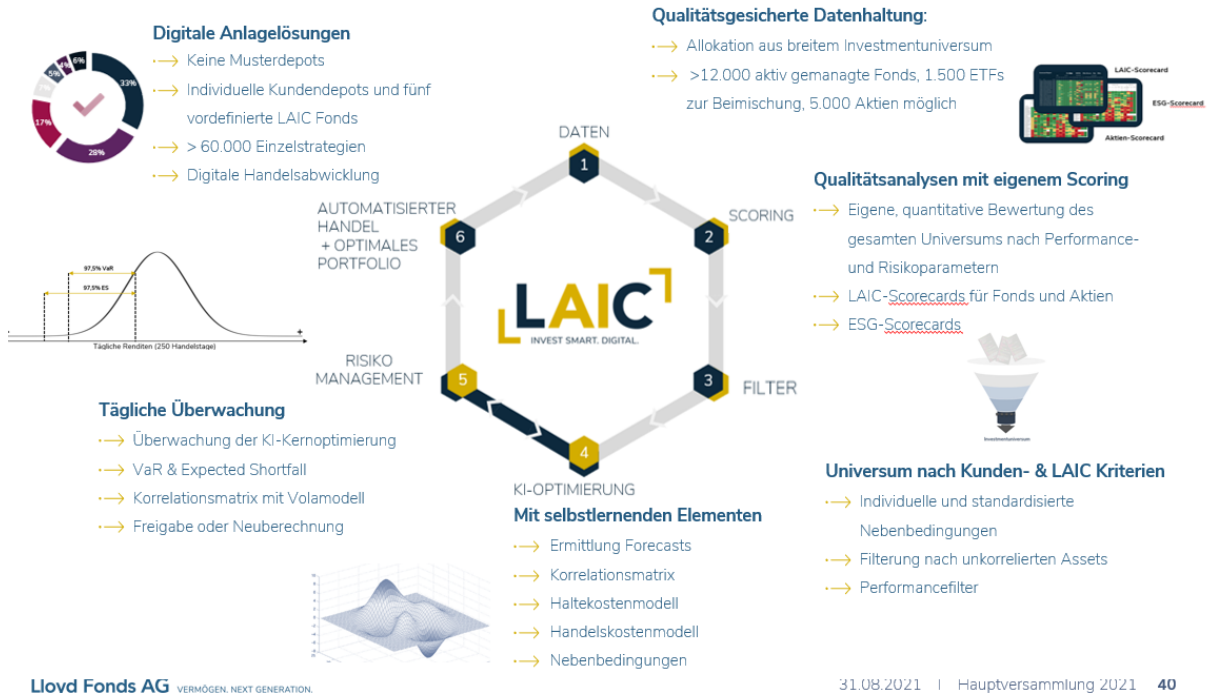 Digitale Anlagelösungen
Keine Musterdepots
Individuelle Kundendepots und fünf
vordefinierte LAIC Fonds
> 60.000 Einzelstrategien
Digitale Handelsabwicklung
5%
4%
6%
33%
17%
28%
Qualitätsgesicherte Datenhaltung:
Allokation aus breitem Investmentuniversum
>12.000 aktiv gemanagte Fonds, 1.500 ETFs
zur Beimischung, 5.000 Aktien möglich
LAIC-Scorecard
ESG-Scorecard
Aktien-Scorecard
DATEN
1
SCORING
2
Qualitätsanalysen mit eigenem Scoring
Eigene, quantitative Bewertung des
gesamten Universums nach Performance-
und Risikoparametern
LAIC-Scorecards für Fonds und Aktien
ESG-Scorecards
AUTOMATISIERTER
HANDEL
+ OPTIMALES
PORTFOLIO
6
LAIC
INVEST SMART. DIGITAL.
97,5% VaR
97,5% ES
-
+
Tägliche Renditen (250 Handelstage)
RISIKO
MANAGEMENT
5
3
FILTER
Investmentuniversum
4
KI-OPTIMIERUNG
Tägliche Überwachung
Überwachung der KI-Kernoptimierung
VaR & Expected Shortfall
Korrelationsmatrix mit Volamodell
Freigabe oder Neuberechnung
Mit selbstlernenden Elementen
Ermittlung Forecasts
Korrelationsmatrix
Haltekostenmodell
Handelskostenmodell
Nebenbedingungen
Universum nach Kunden- & LAIC Kriterien
Individuelle und standardisierte
Nebenbedingungen
Filterung nach unkorrelierten Assets
Performancefilter
Lloyd Fonds AG VERMÖGEN. NEXT GENERATION.
31.08.2021 | Hauptversammlung 2021 40